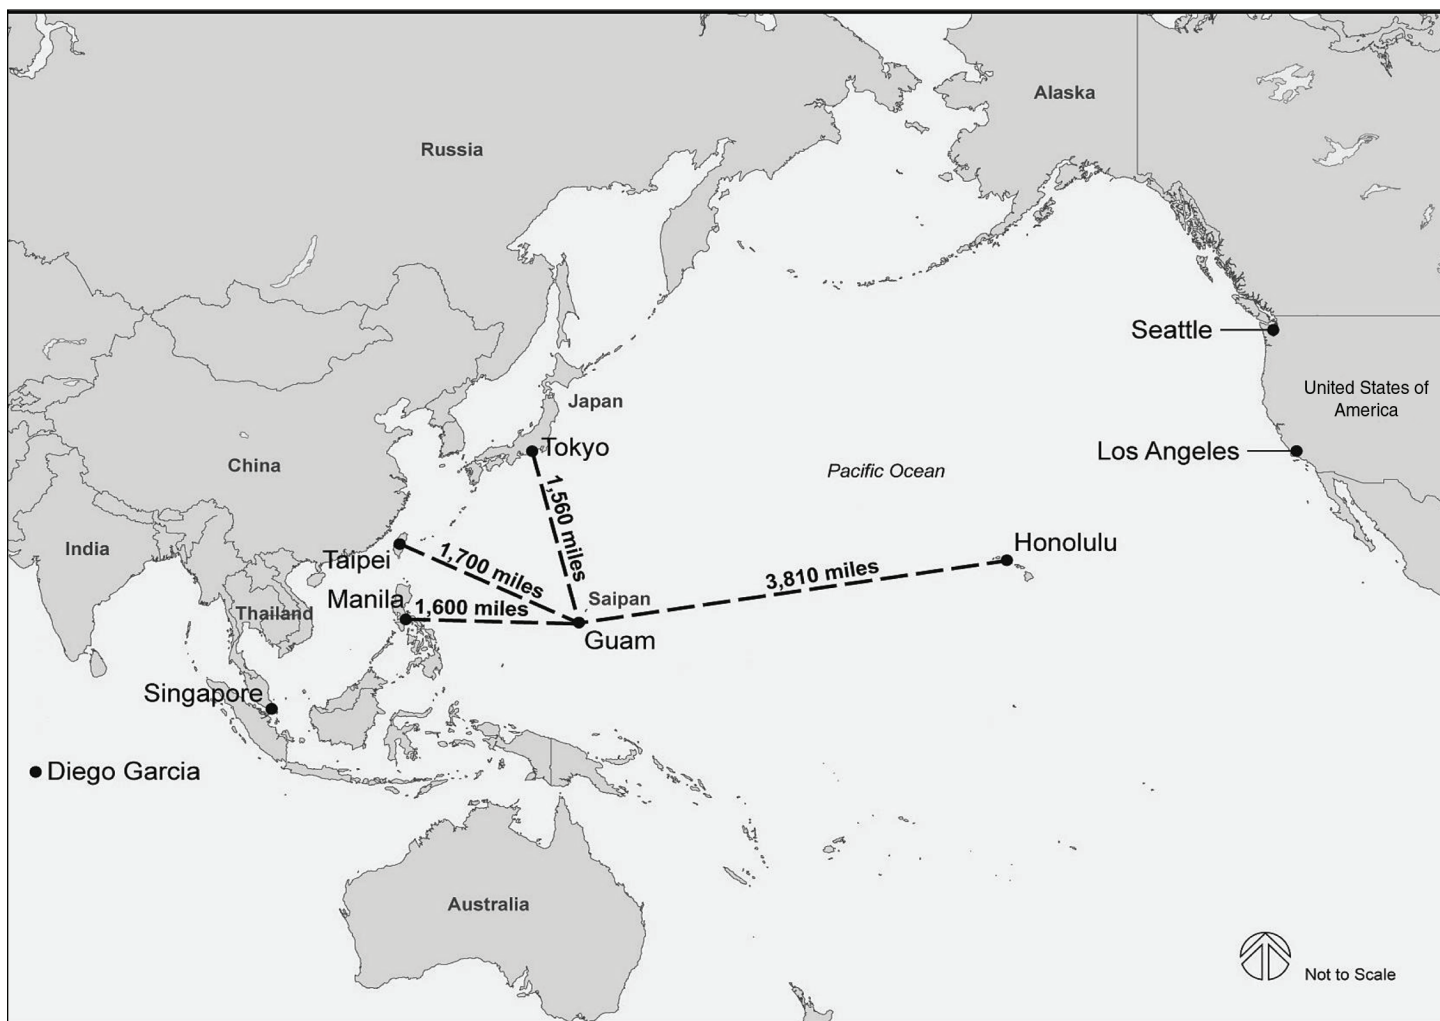 Alaska
Russia
Seattle
United States of
America
Japan
Tokyo
Los Angeles
China
Pacific Ocean
1,560 miles
India
Taipei
1,700 miles
Honolulu
3,810 miles
Manila
1,600 miles
Saipan
Thailand
Guam
Singapore
Diego Garcia
Australia
Not to Scale